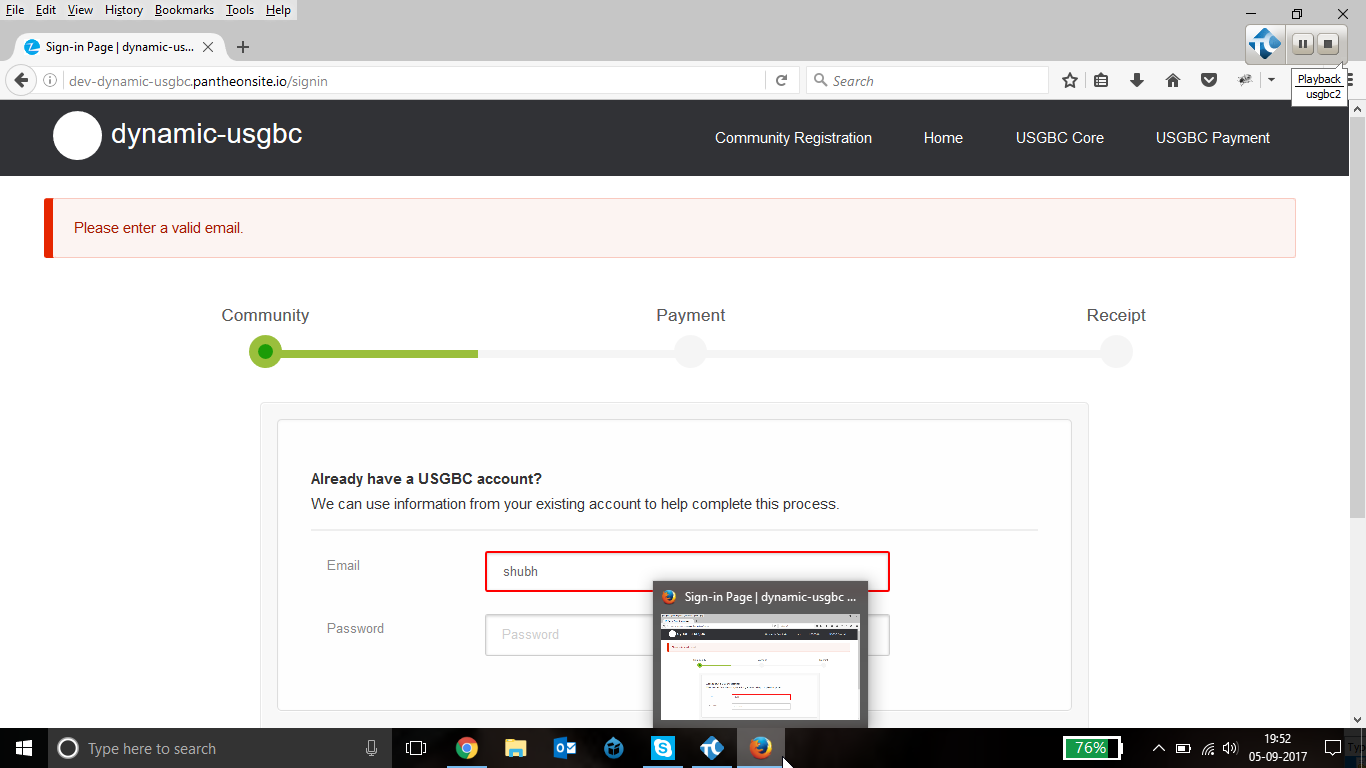 File Edit View History Bookmarks Tools Help
Sign-in Page | dynamic-us...
dev-dynamic-usgbc.pantheonsite.io/signin
Search
Playback
usgbc2
dynamic-usgbc
Community Registration Home USGBC Core USGBC Payment
Please enter a valid email.
Community Payment Receipt
Already have a USGBC account?
We can use information from your existing account to help complete this process.
Email shubh
Password Password
Sign-in Page | dynamic-usgbc ...
Type here to search
76%
19:52
05-09-2017